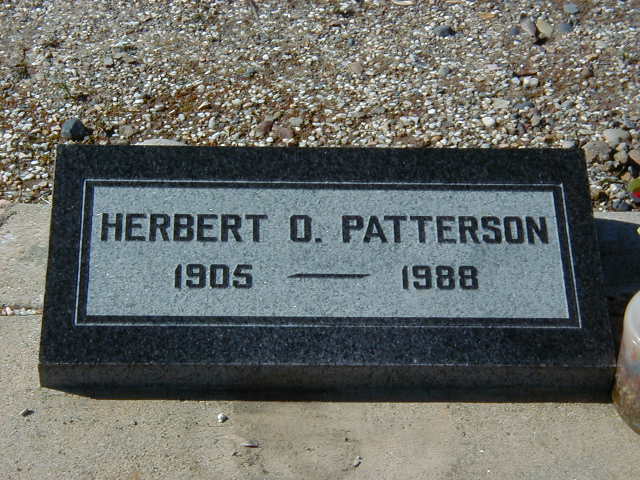 HERBERT O. PATTERSON
1905 — 1988